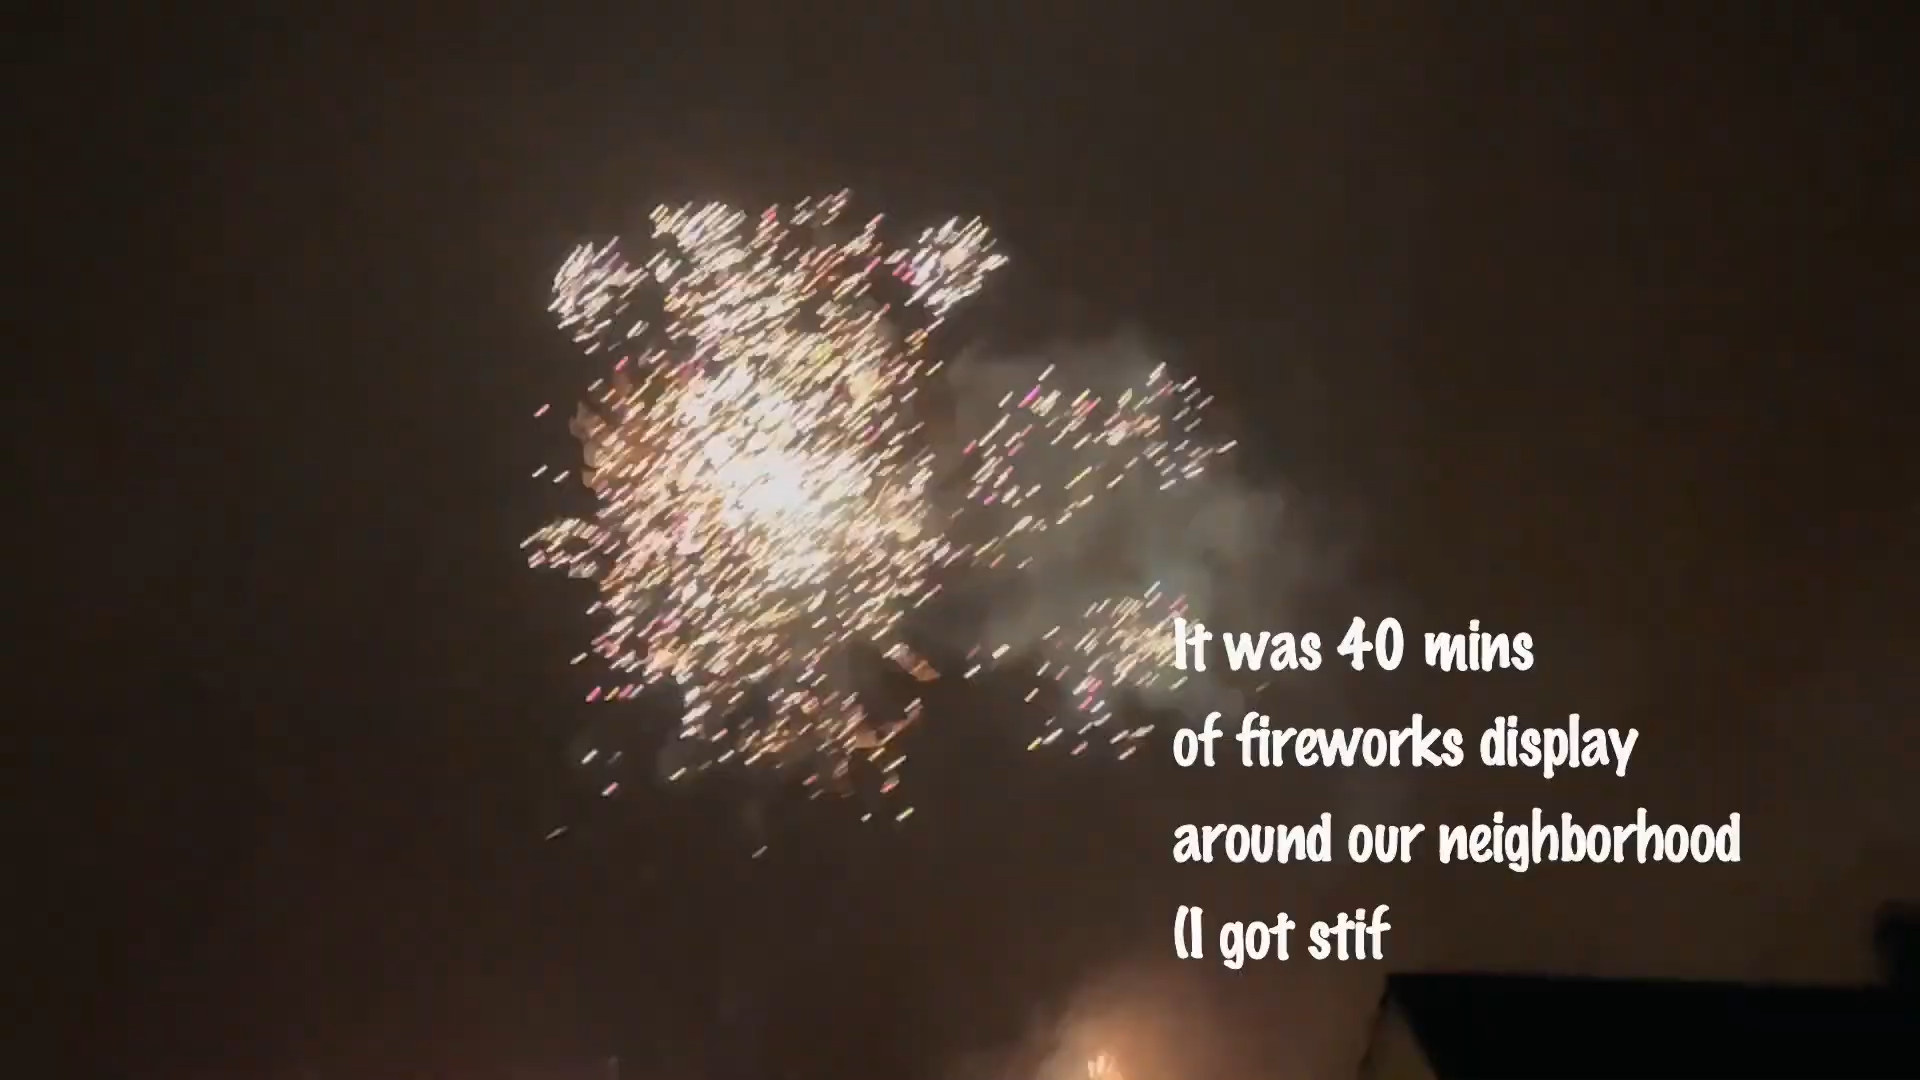 It was 40 mins
of fireworks display
around our neighborhood
(I got stif